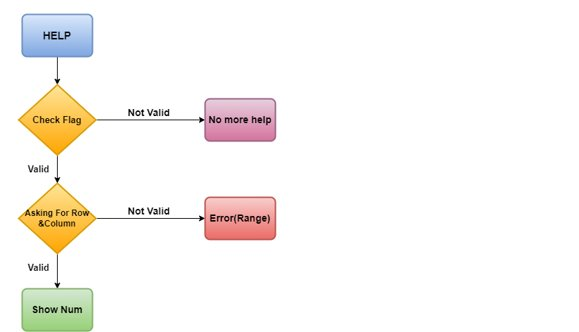 HELP
Check Flag
Not Valid
No more help
Valid
Asking For Row
&Column
Not Valid
Error(Range)
Valid
Show Num